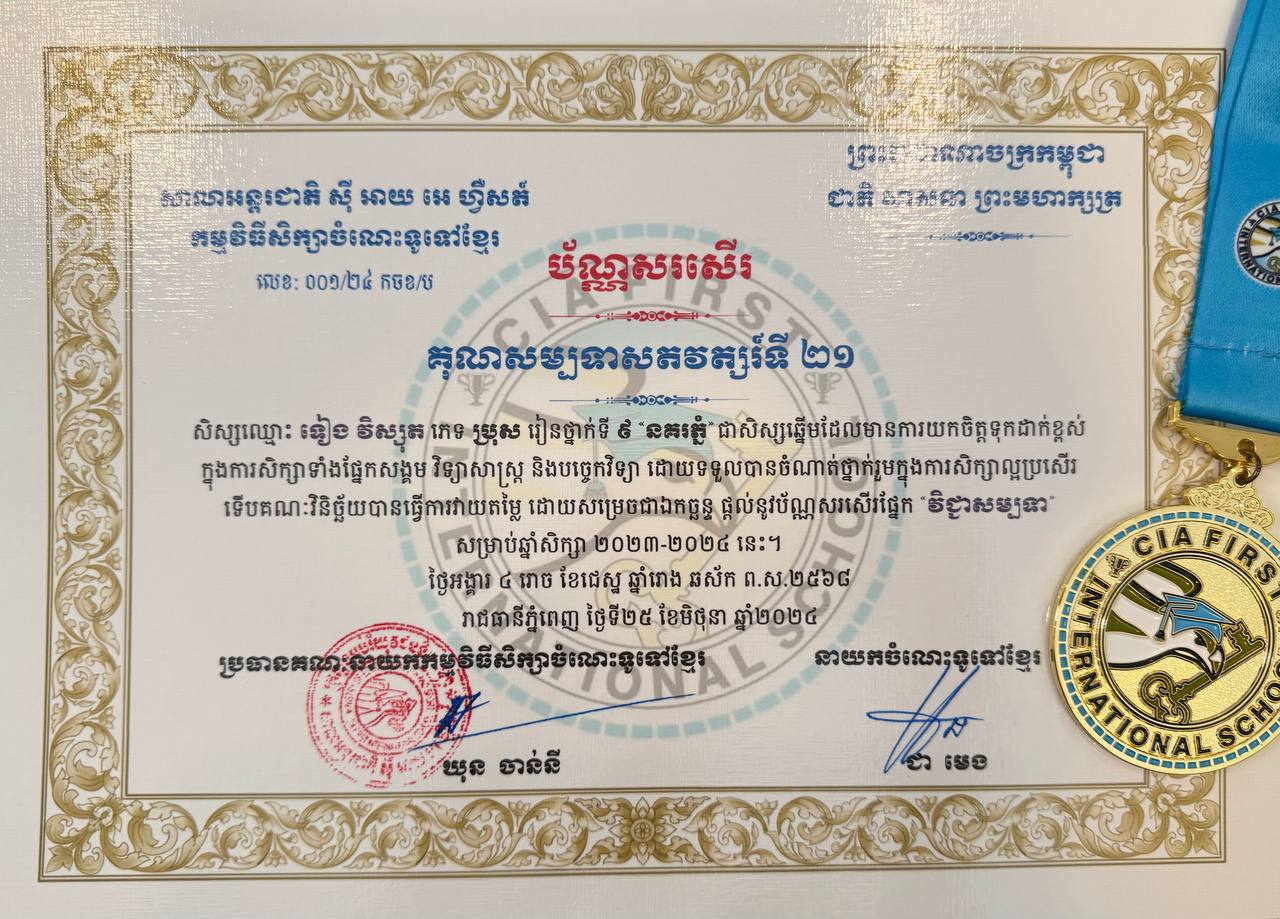 ព្រះរាជាណាចក្រកម្ពុជា
ជាតិ សាសនា ព្រះមហាក្សត្រ
សាលាអន្តរជាតិ ស៊ី អាយ អេ ហ្វឺសត៍
កម្មវិធីសិក្សាចំណេះទូទៅខ្មែរ
លេខ: ០០១/២៤ កចខ/ប
ប័ណ្ណសរសើរ
គុណសម្បទាសតវត្សរ៍ទី ២១
សិស្សឈ្មោះ ទៀង វិស្សុត ភេទ ប្រុស រៀនថ្នាក់ទី ៩ “នគរភ្នំ” ជាសិស្សឆ្នើមដែលមានការយកចិត្តទុកដាក់ខ្ពស់
ក្នុងការសិក្សាទាំងផ្នែកសង្គម វិទ្យាសាស្ត្រ និងបច្ចេកវិទ្យា ដោយទទួលបានចំណាត់ថ្នាក់រួមក្នុងការសិក្សាល្អប្រសើរ
ទើបគណៈវិនិច្ឆ័យបានធ្វើការវាយតម្លៃ ដោយសម្រេចជាឯកច្ឆន្ទ ផ្តល់នូវប័ណ្ណសរសើរផ្នែក “វិជ្ជាសម្បទា”
សម្រាប់ឆ្នាំសិក្សា ២០២៣-២០២៤ នេះ។
ថ្ងៃអង្គារ ៤ រោច ខែជេស្ឋ ឆ្នាំរោង ឆស័ក ព.ស.២៥៦៨
រាជធានីភ្នំពេញ ថ្ងៃទី២៥ ខែមិថុនា ឆ្នាំ២០២៤
ប្រធានគណៈនាយកកម្មវិធីសិក្សាចំណេះទូទៅខ្មែរ
នាយកចំណេះទូទៅខ្មែរ
ឃុន ចាន់នី
ជា មេង
CIA FIRST
INTERNATIONAL SCHOOL
CIA FIRST
INTERNATIONAL SCHOO